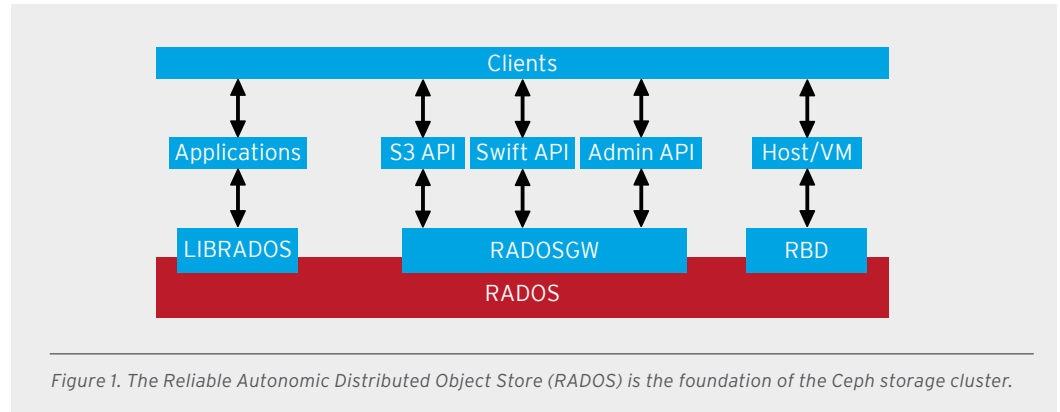 Clients
Applications
S3 API
Swift API
Admin API
Host/VM
LIBRADOS
RADOSGW
RBD
RADOS
Figure 1. The Reliable Autonomic Distributed Object Store (RADOS) is the foundation of the Ceph storage cluster.